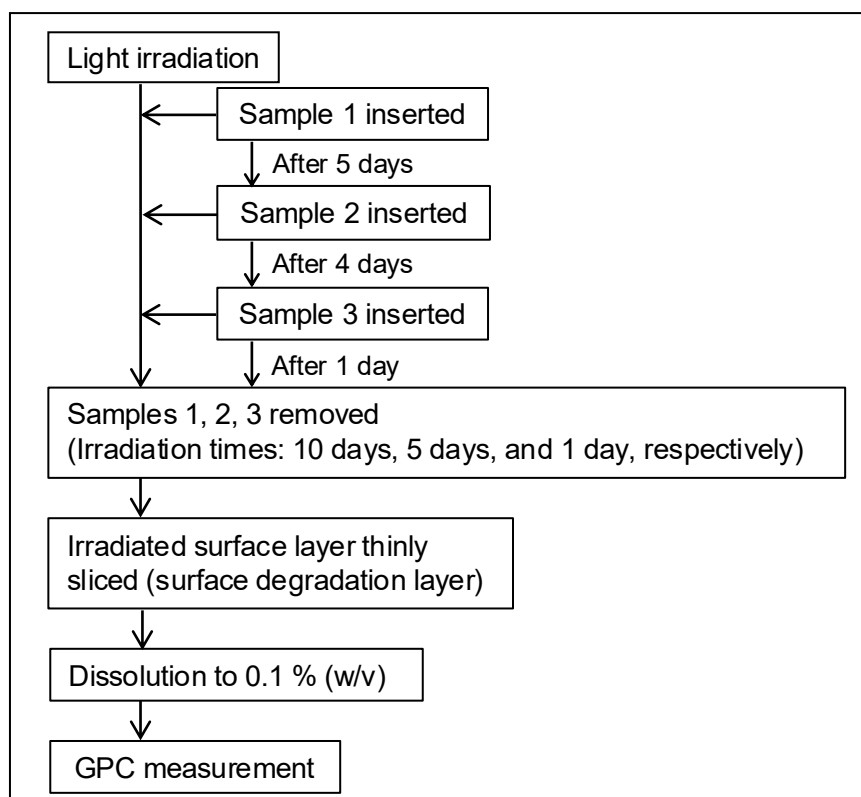 Light irradiation
Sample 1 inserted
After 5 days
Sample 2 inserted
After 4 days
Sample 3 inserted
After 1 day
Samples 1, 2, 3 removed
(Irradiation times: 10 days, 5 days, and 1 day, respectively)
Irradiated surface layer thinly
sliced (surface degradation layer)
Dissolution to 0.1 % (w/v)
GPC measurement